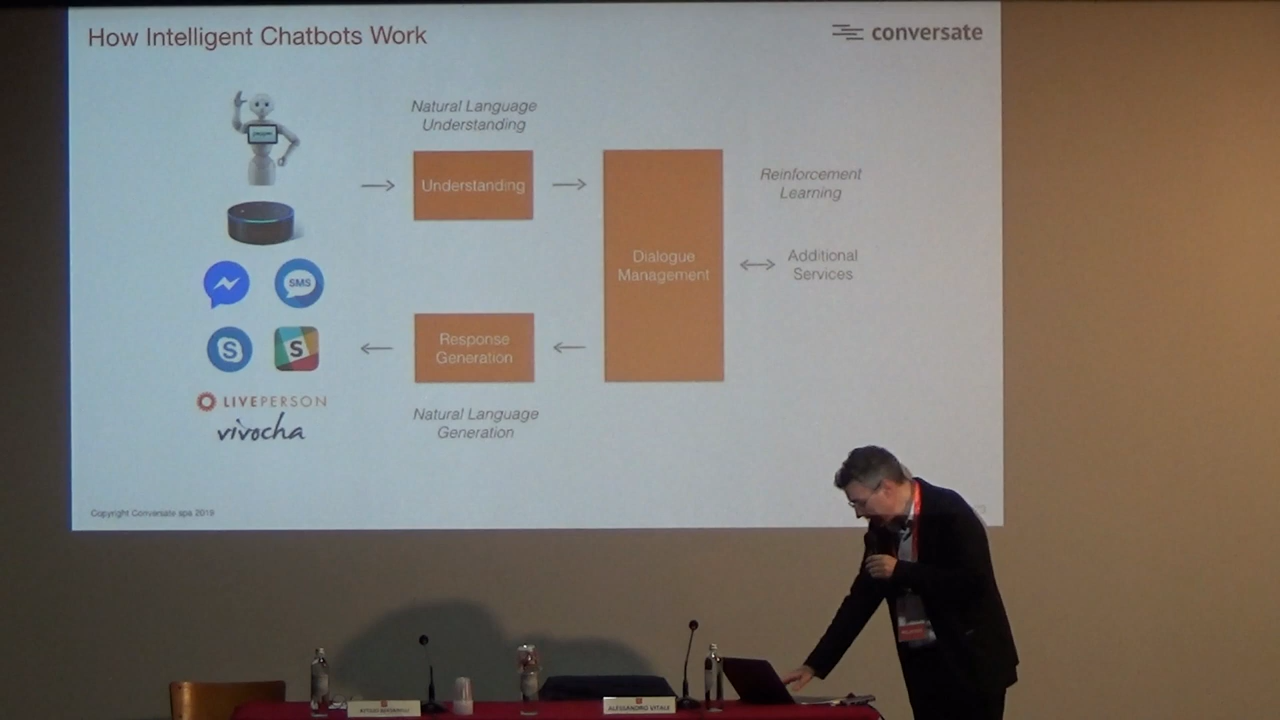 How Intelligent Chatbots Work
conversate
Natural Language
Understanding
Understanding
Dialogue
Management
Reinforcement
Learning
Additional
Services
SMS
S
S
Response
Generation
LIVEPERSON
vivocha
Natural Language
Generation
Copyright Conversate spa 2019
ALESSANDRO VITALE